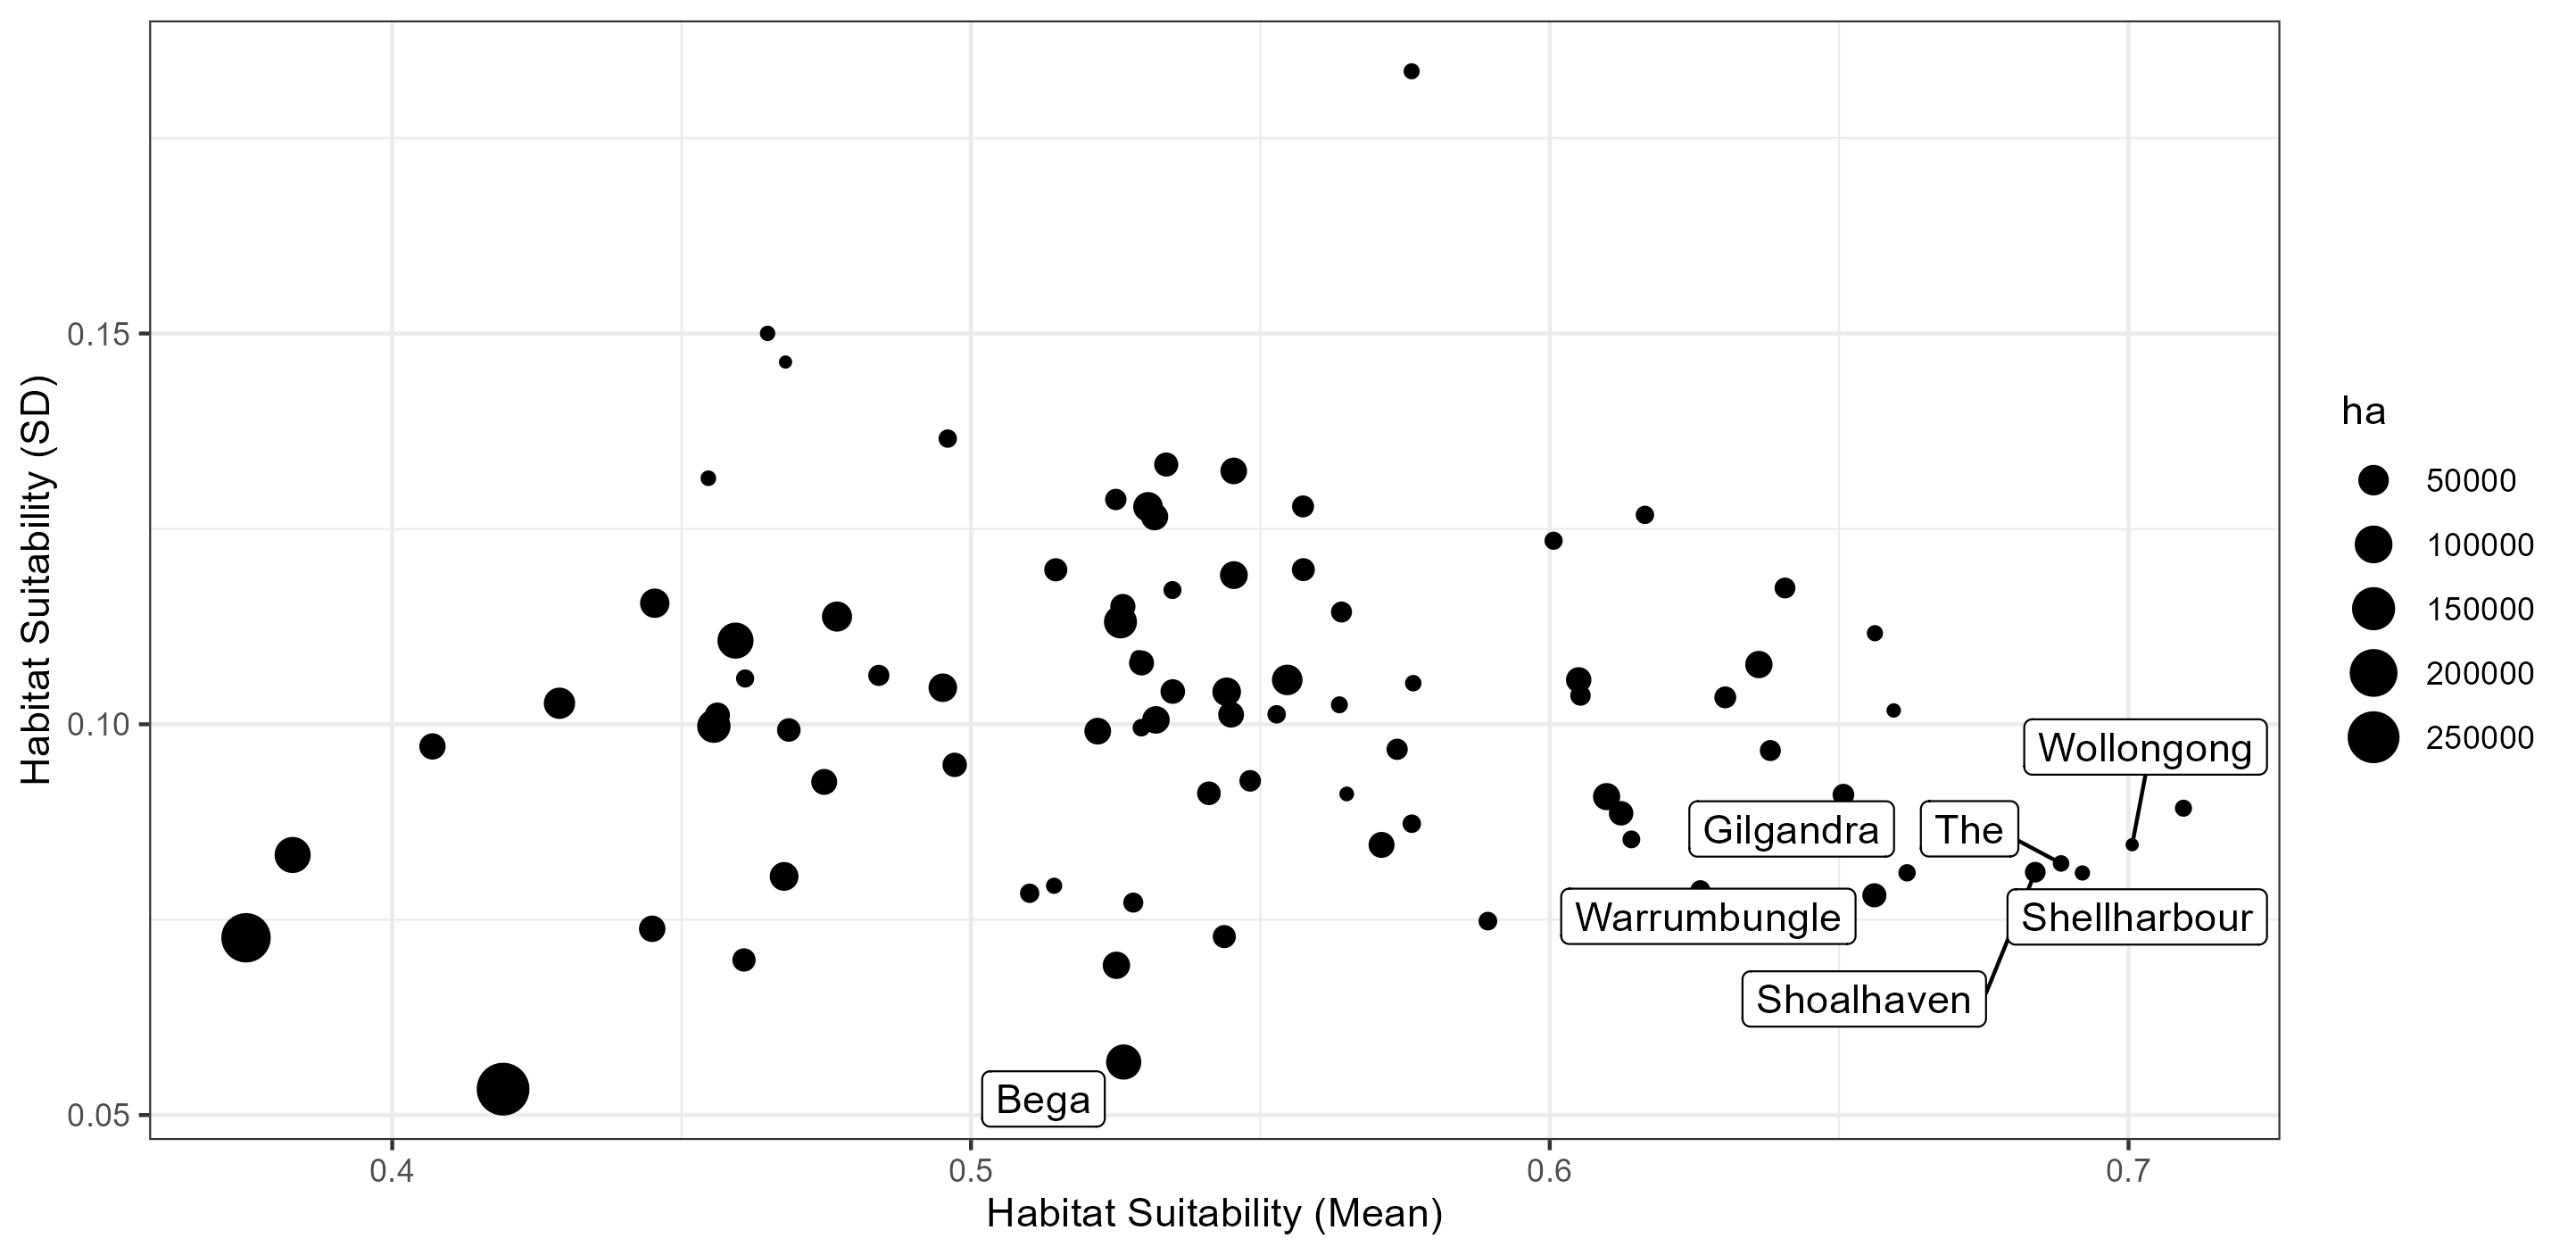 0.15
0.10
0.05
Habitat Suitability (SD)
Wollongong
Gilgandra
The
Warrumbungle
Shellharbour
Shoalhaven
Bega
0.4
0.5
0.6
0.7
Habitat Suitability (Mean)
ha
50000
100000
150000
200000
250000